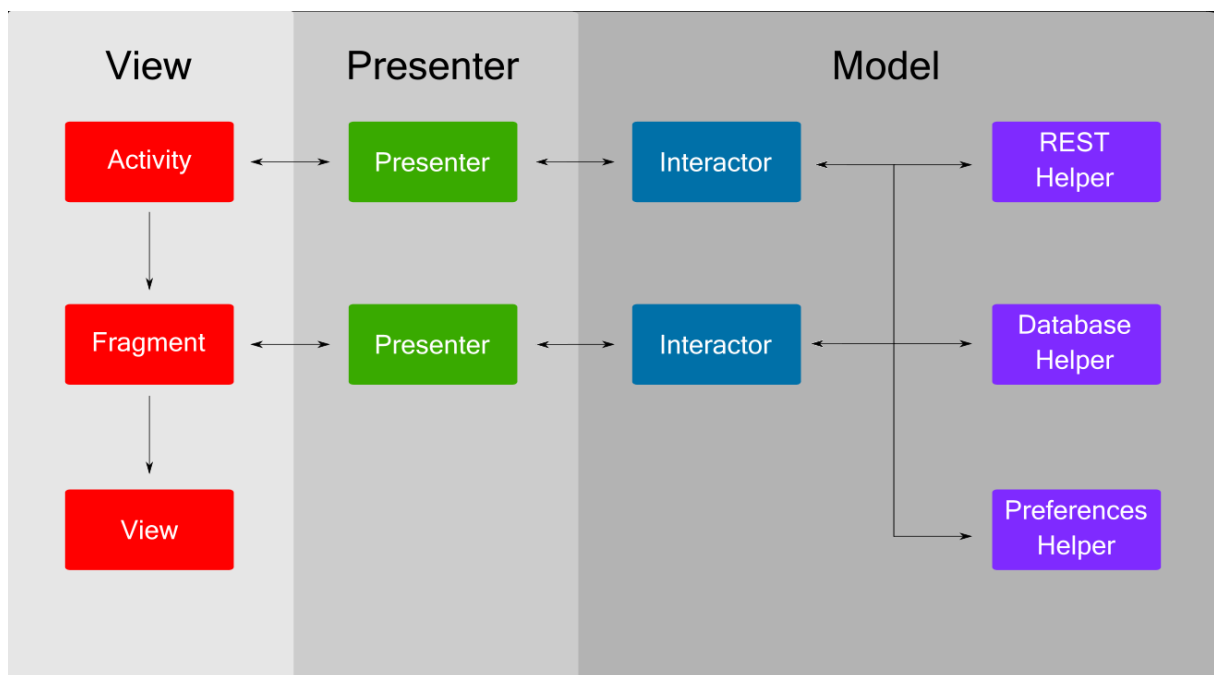 View
Presenter
Model
Activity
Presenter
Interactor
REST
Helper
Fragment
Presenter
Interactor
Database
Helper
View
Preferences
Helper